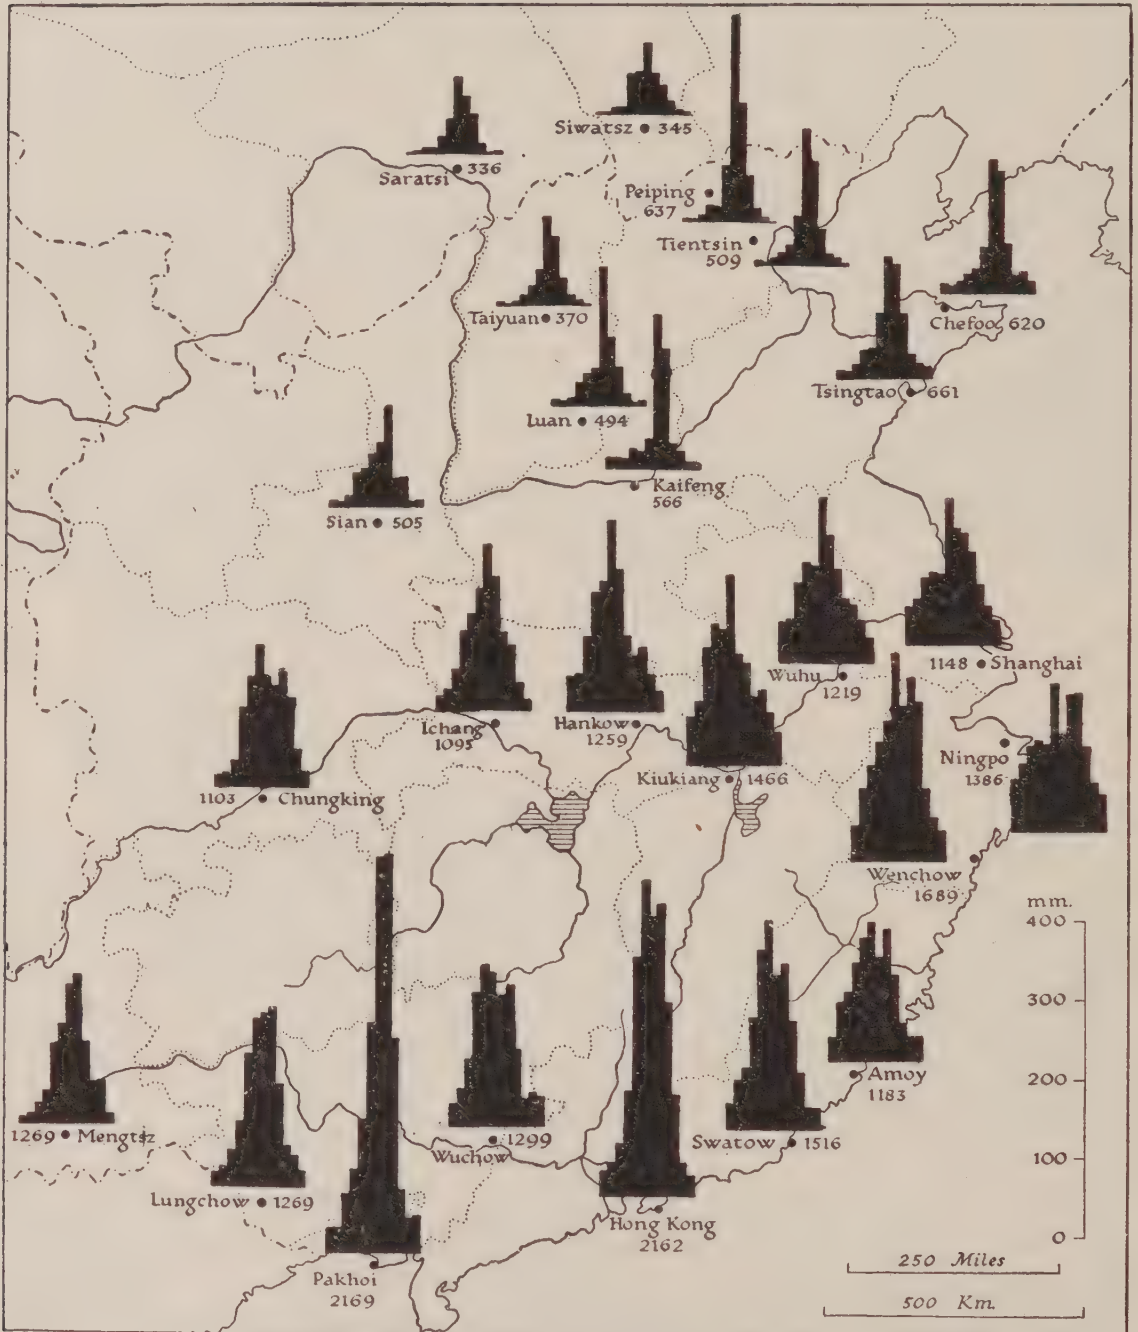 Siwatsz 345
Saratsi 336
Peiping
637
Tientsin
509
Taiyuan 370
Chefoo 620
Tsingtao 661
Luan 494
Kaifeng
566
Sian 505
Ichang
1095
Hankow
1259
Wuhu
1219
1148 Shanghai
Kiukiang 1466
Ningpo
1386
1103 Chungking
Wenchow
1689
mm.
400
300
200
100
0
Amoy
1183
1269 Mengtsz
1299
Wuchow
Swatow 1516
Lungchow 1269
Hong Kong
2162
Pakhoi
2169
250 Miles
500 Km.